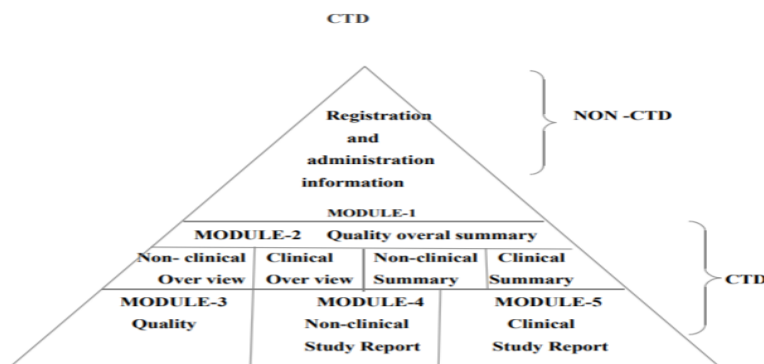 CTD
Registration
and
administration
information
NON -CTD
MODULE-1
MODULE-2 Quality overal summary
Non- clinical Over view
Clinical Over view
Non-clinical Summary
Clinical Summary
CTD
MODULE-3
Quality
MODULE-4
Non-clinical
Study Report
MODULE-5
Clinical
Study Report